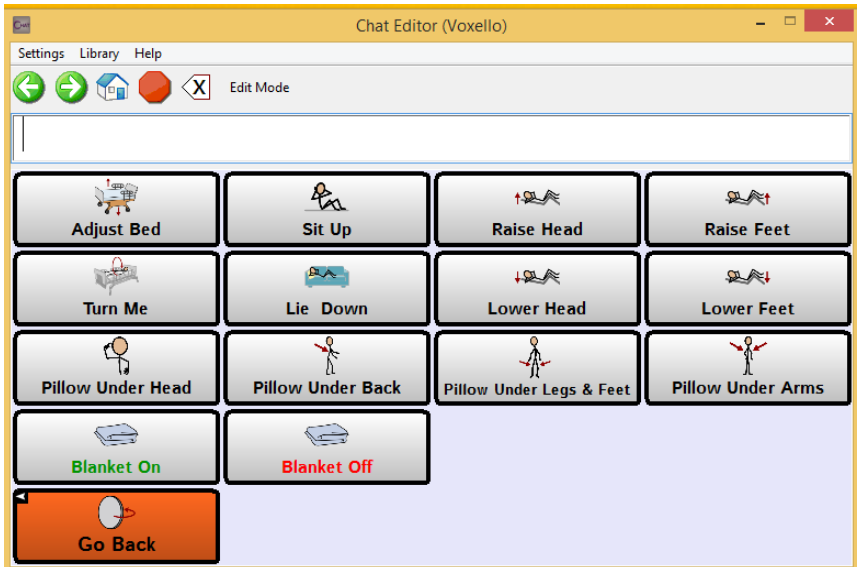 Chat Editor (Voxello)
Settings Library Help
X Edit Mode
Adjust Bed Sit Up Raise Head Raise Feet
Turn Me Lie Down Lower Head Lower Feet
Pillow Under Head Pillow Under Back Pillow Under Legs & Feet Pillow Under Arms
Blanket On Blanket Off
Go Back